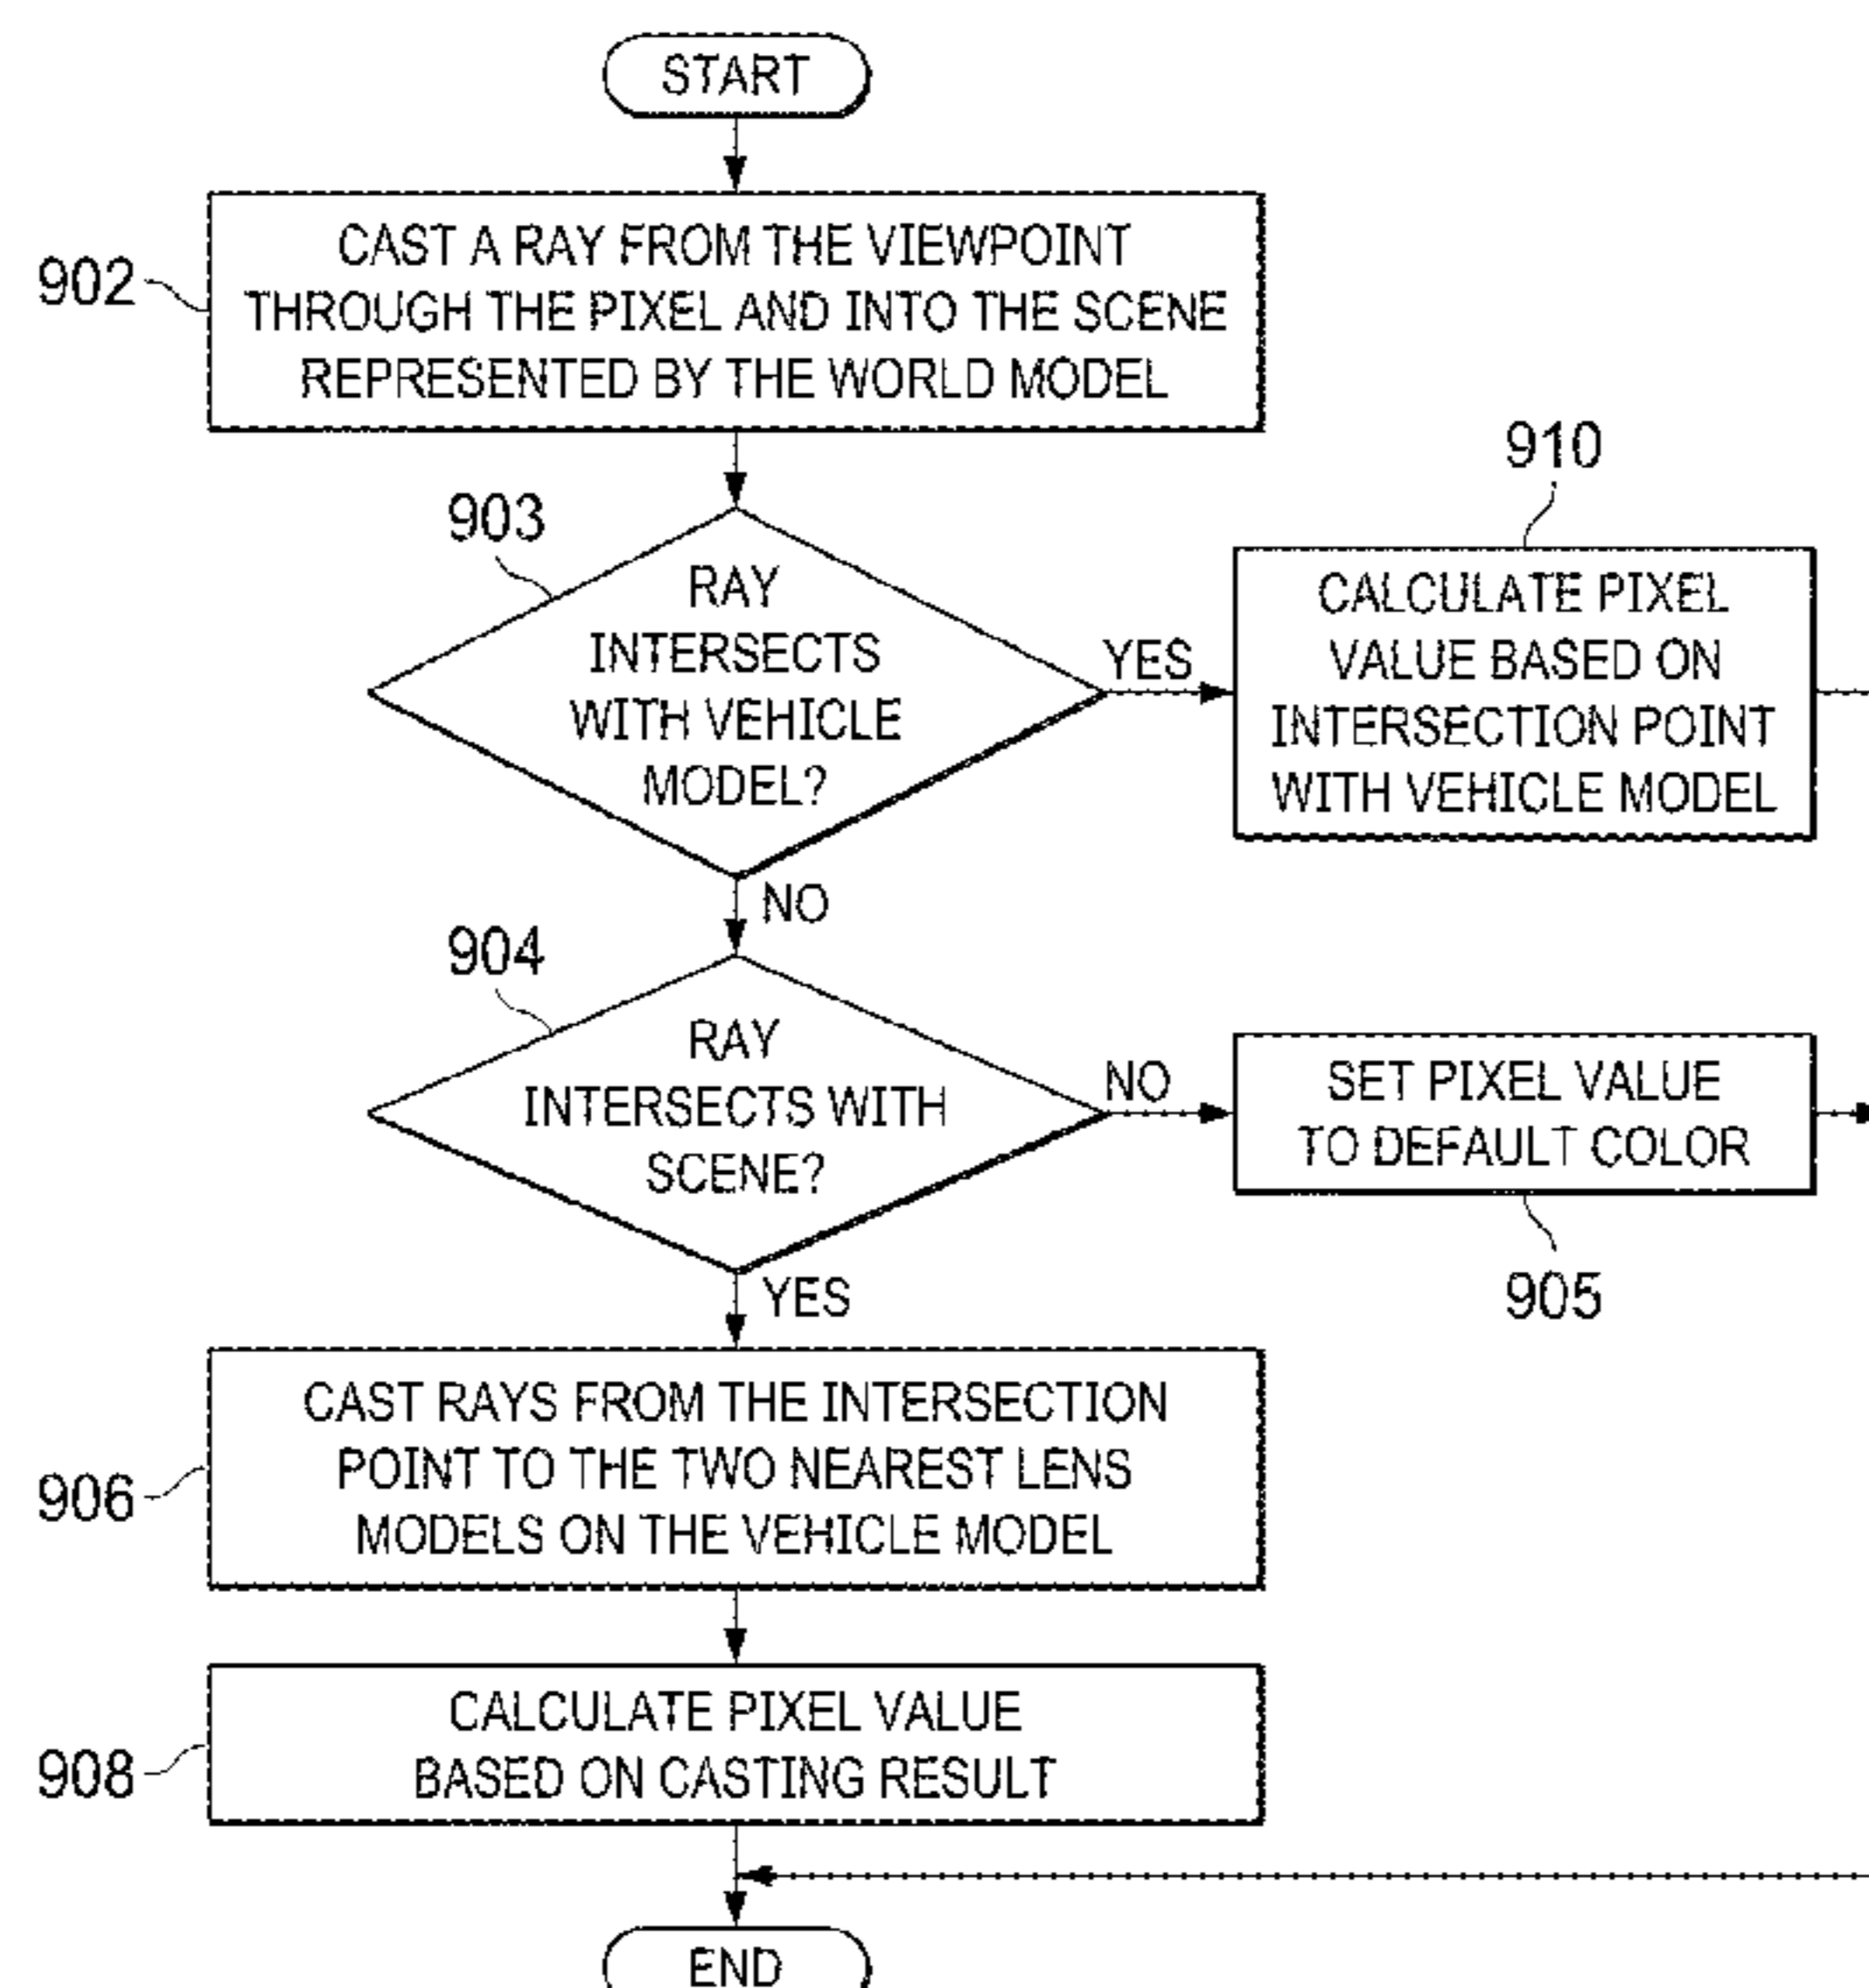 START
902
CAST A RAY FROM THE VIEWPOINT
THROUGH THE PIXEL AND INTO THE SCENE
REPRESENTED BY THE WORLD MODEL
903
RAY
INTERSECTS
WITH VEHICLE
MODEL?
YES
910
CALCULATE PIXEL
VALUE BASED ON
INTERSECTION POINT
WITH VEHICLE MODEL
NO
904
RAY
INTERSECTS WITH
SCENE?
NO
SET PIXEL VALUE
TO DEFAULT COLOR
905
YES
906
CAST RAYS FROM THE INTERSECTION
POINT TO THE TWO NEAREST LENS
MODELS ON THE VEHICLE MODEL
908
CALCULATE PIXEL VALUE
BASED ON CASTING RESULT
END